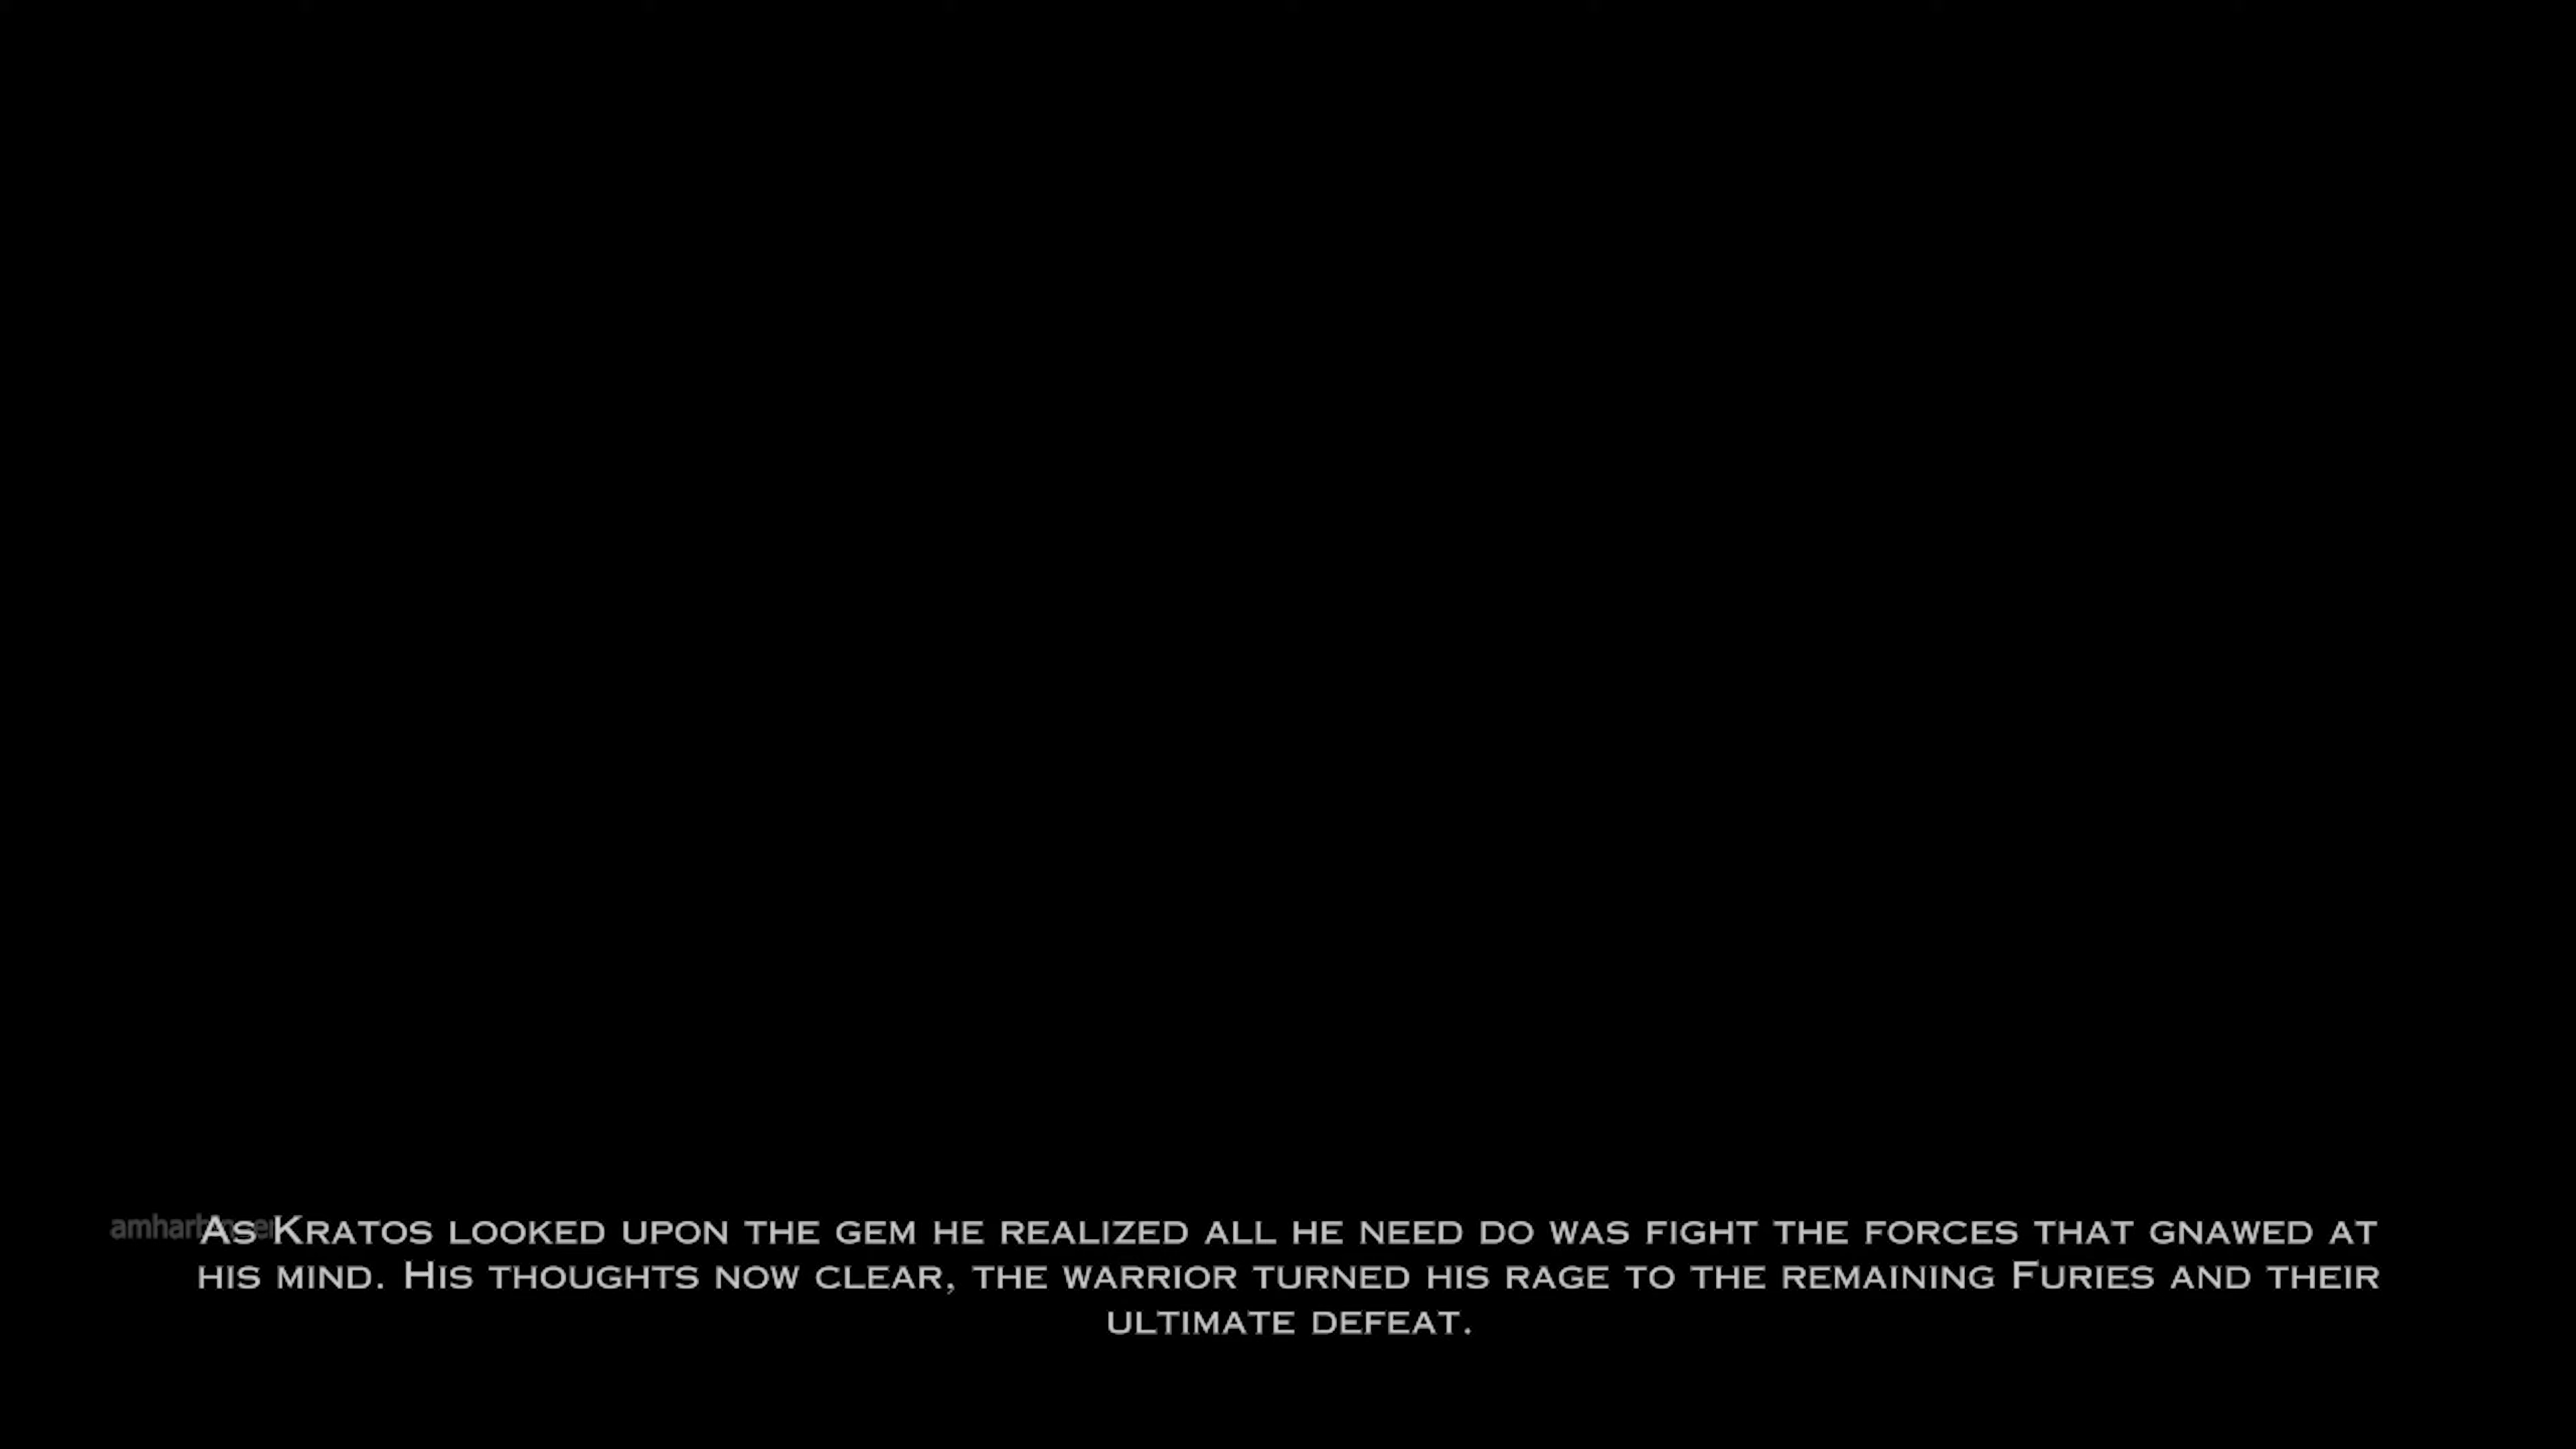 As Kratos looked upon the gem he realized all he need do was fight the forces that gnawed at
his mind. His thoughts now clear, the warrior turned his rage to the remaining Furies and their
ultimate defeat.